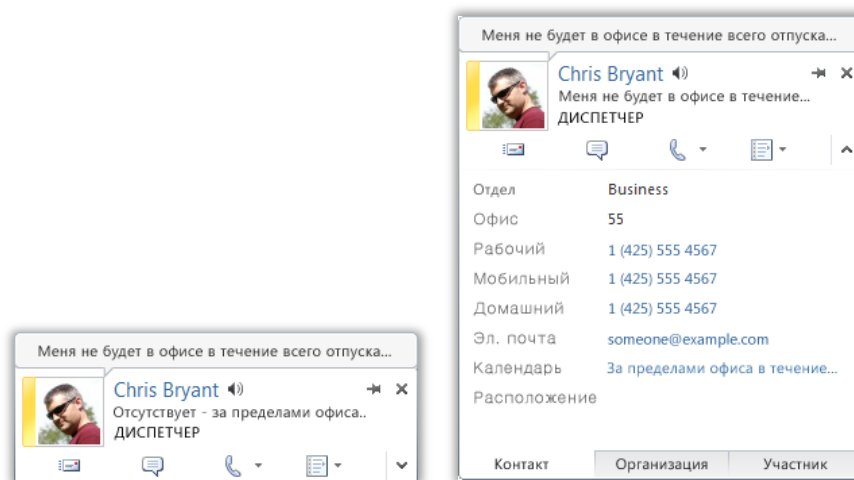 Меня не будет в офисе в течение всего отпуска...
Chris Bryant
Отсутствует - за пределами офиса..
ДИСПЕТЧЕР
Меня не будет в офисе в течение всего отпуска...
Chris Bryant
Меня не будет в офисе в течение...
ДИСПЕТЧЕР
Отдел Business
Офис 55
Рабочий 1 (425) 555 4567
Мобильный 1 (425) 555 4567
Домашний 1 (425) 555 4567
Эл. почта someone@example.com
Календарь За пределами офиса в течение...
Расположение
Контакт Организация Участник